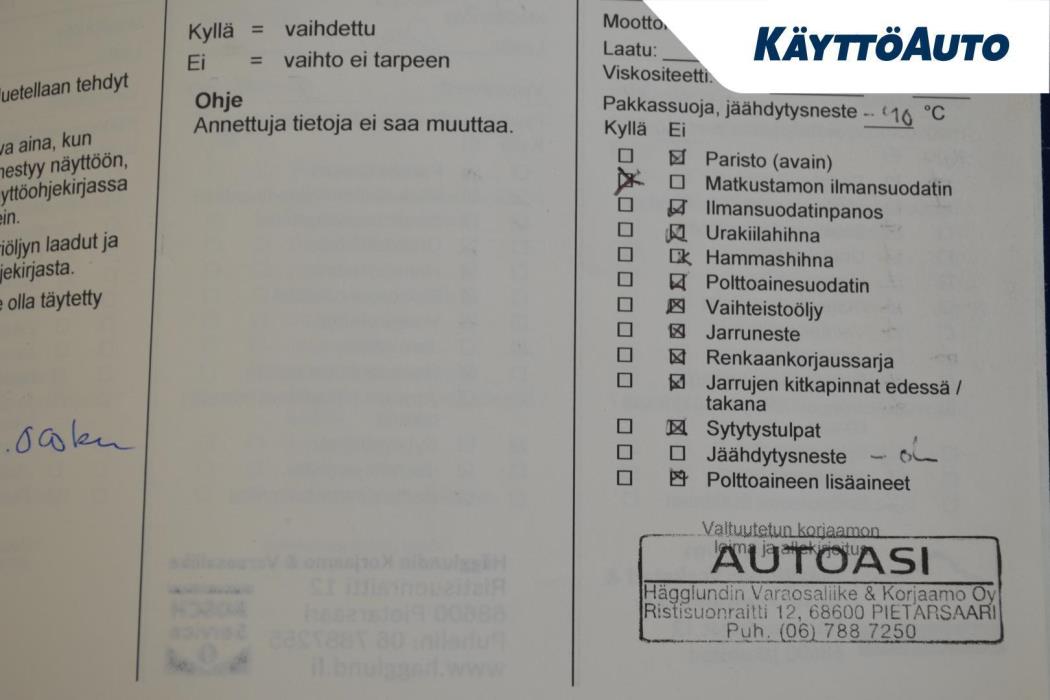 luetellaan tehdyt
va aina, kun
nestyy näyttöön,
yttöohjekirjassa
ein.
riöljyn laadut ja
jekirjasta.
e olla täytetty
Kyllä = vaihdettu
Ei = vaihto ei tarpeen
Ohje
Annettuja tietoja ei saa muuttaa.
KÄYTTÖAUTO
Mootto
Laatu:
Viskositeetti:
Pakkassuoja, jäähdytysneste °C
Kyllä Ei
Paristo (avain)
Matkustamon ilmansuodatin
Ilmansuodatinpanos
Urakiilahihna
Hammashihna
Polttoainesuodatin
Vaihteistoöljy
Jarruneste
Renkaankorjaussarja
Jarrujen kitkapinnat edessä /
takana
Sytytystulpat
Jäähdytysneste - ok
Polttoaineen lisäaineet
Valtuutetun korjaamon
leima ja allekirjoitus
AUTOASI
Hägglundin Varaosaliike & Korjaamo Oy
Ristisuonraitti 12, 68600 PIETARSAARI
Puh. (06) 788 7250